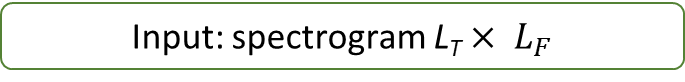 Input: spectrogram L_T × L_F